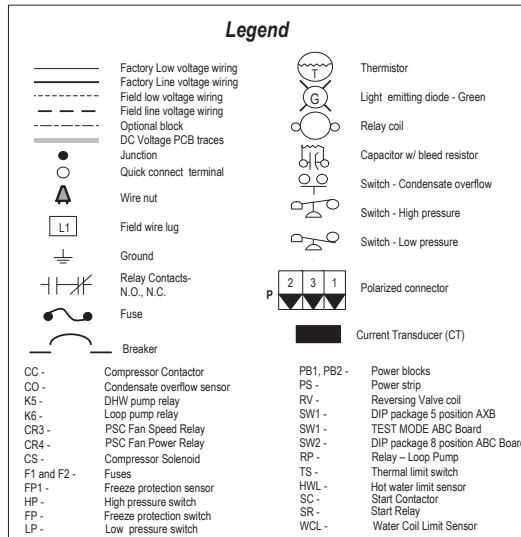 Legend
Factory Low voltage wiring
Factory Line voltage wiring
Field low voltage wiring
Field line voltage wiring
Optional block
DC Voltage PCB traces
Junction
Quick connect terminal
Wire nut
L1 Field wire lug
Ground
Relay Contacts-
N.O., N.C.
Fuse
Breaker
T Thermistor
G Light emitting diode - Green
Relay coil
Capacitor w/ bleed resistor
Switch - Condensate overflow
Switch - High pressure
Switch - Low pressure
2 3 1
P Polarized connector
Current Transducer (CT)
CC - Compressor Contactor
CO - Condensate overflow sensor
K5 - DHW pump relay
K6 - Loop pump relay
CR3 - PSC Fan Speed Relay
CR4 - PSC Fan Power Relay
CS - Compressor Solenoid
F1 and F2 - Fuses
FP1 - Freeze protection sensor
HP - High pressure switch
FP - Freeze protection switch
LP - Low pressure switch
PB1, PB2 - Power blocks
PS - Power strip
RV - Reversing Valve coil
SW1 - DIP package 5 position AXB
SW1 - TEST MODE ABC Board
SW2 - DIP package 8 position ABC Board
RP - Relay – Loop Pump
TS - Thermal limit switch
HWL - Hot water limit sensor
SC - Start Contactor
SR - Start Relay
WCL - Water Coil Limit Sensor